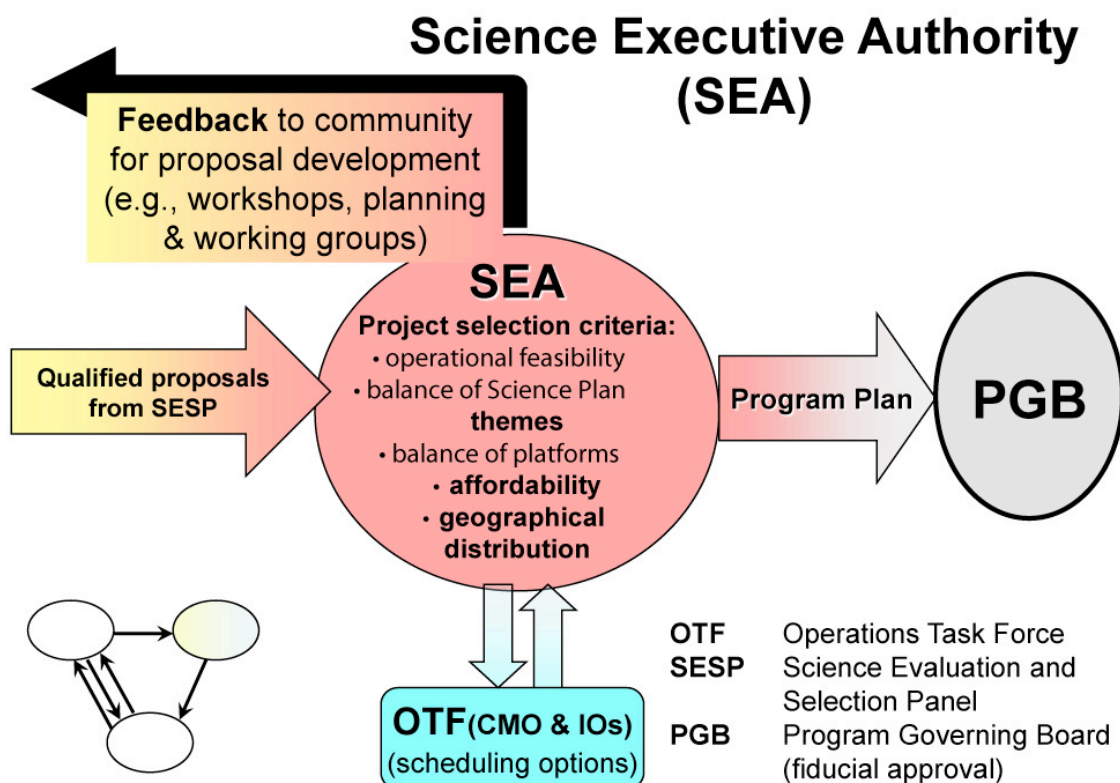 Science Executive Authority
(SEA)
Feedback to community
for proposal development
(e.g., workshops, planning
& working groups)
SEA
Project selection criteria:
• operational feasibility
• balance of Science Plan
themes
• balance of platforms
• affordability
• geographical
distribution
Qualified proposals
from SESP
Program Plan
PGB
OTF(CMO & IOs)
(scheduling options)
OTF Operations Task Force
SESP Science Evaluation and
Selection Panel
PGB Program Governing Board
(fiducial approval)